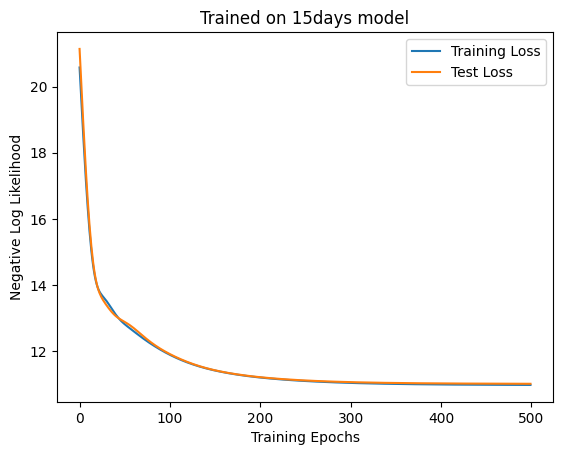 Trained on 15days model
Training Loss
Test Loss
Negative Log Likelihood
20
18
16
14
12
0
100
200
300
400
500
Training Epochs